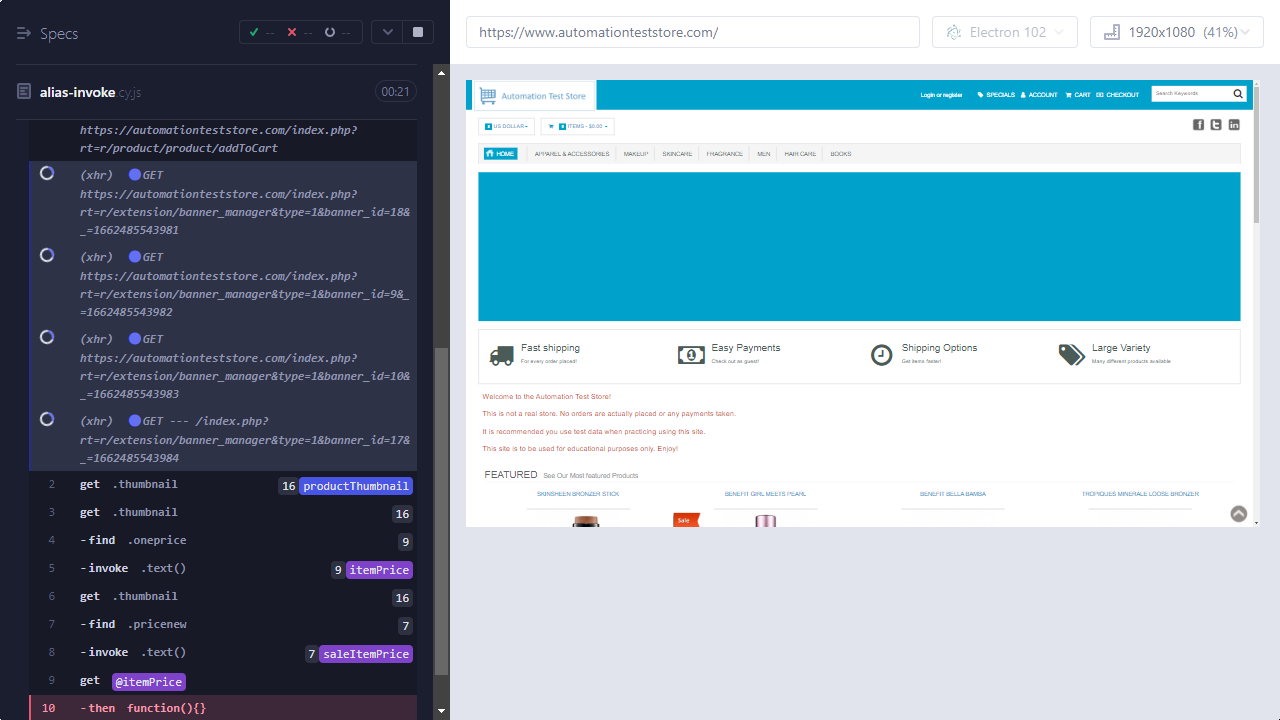 Specs
--
--
--
alias-invoke.cy.js
00:21
https://automationteststore.com/index.php?
rt=r/product/product/addToCart
(xhr) GET
https://automationteststore.com/index.php?
rt=r/extension/banner_manager&type=1&banner_id=18&
_=1662485543981
(xhr) GET
https://automationteststore.com/index.php?
rt=r/extension/banner_manager&type=1&banner_id=9&_
=1662485543982
(xhr) GET
https://automationteststore.com/index.php?
rt=r/extension/banner_manager&type=1&banner_id=10&
_=1662485543983
(xhr) GET --- /index.php?
rt=r/extension/banner_manager&type=1&banner_id=17&
_=1662485543984
2 get .thumbnail 16 productThumbnail
3 get .thumbnail 16
4 -find .oneprice 9
5 -invoke .text() 9 itemPrice
6 get .thumbnail 16
7 -find .pricenew 7
8 -invoke .text() 7 saleItemPrice
9 get @itemPrice
10 -then function(){}
https://www.automationteststore.com/
Electron 102
1920x1080 (41%)
Automation Test Store
Login or register
SPECIALS
ACCOUNT
CART
CHECKOUT
Search Keywords
US DOLLAR
0 ITEMS - $0.00
HOME
APPAREL & ACCESSORIES
MAKEUP
SKINCARE
FRAGRANCE
MEN
HAIR CARE
BOOKS
Fast shipping
For every order placed!
Easy Payments
Check out as guest!
Shipping Options
Get items faster!
Large Variety
Many different products available
Welcome to the Automation Test Store!
This is not a real store. No orders are actually placed or any payments taken.
It is recommended you use test data when practicing using this site.
This site is to be used for educational purposes only. Enjoy!
FEATURED See Our Most featured Products
SKINSHEEN BRONZER STICK
BENEFIT GIRL MEETS PEARL
BENEFIT BELLA BAMBA
TROPIQUES MINERALE LOOSE BRONZER
Sale